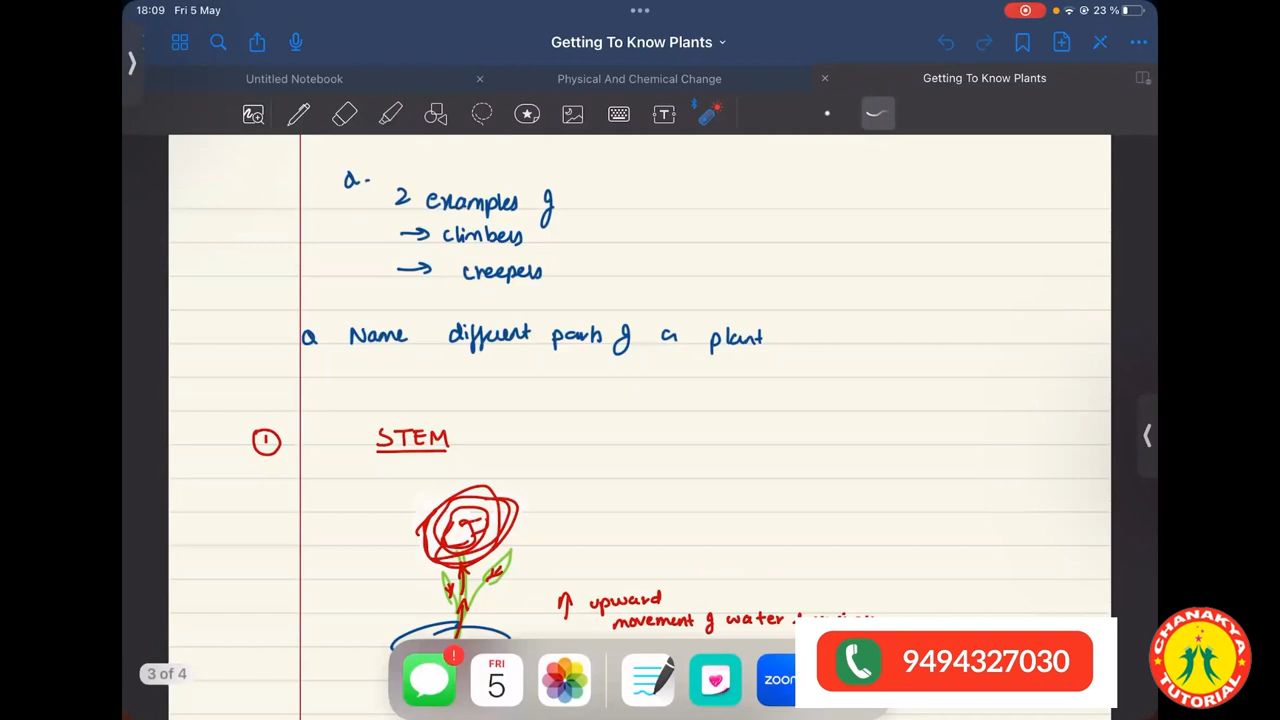 18:09 Fri 5 May
23 %
Getting To Know Plants
Untitled Notebook
Physical And Chemical Change
Getting To Know Plants
a.
2 examples of
→ climbers
→ creepers
a Name different parts of a plant
① STEM
↑ upward
movement of water
3 of 4
FRI
5
zoom
9494327030
CHANAKYA
TUTORIAL